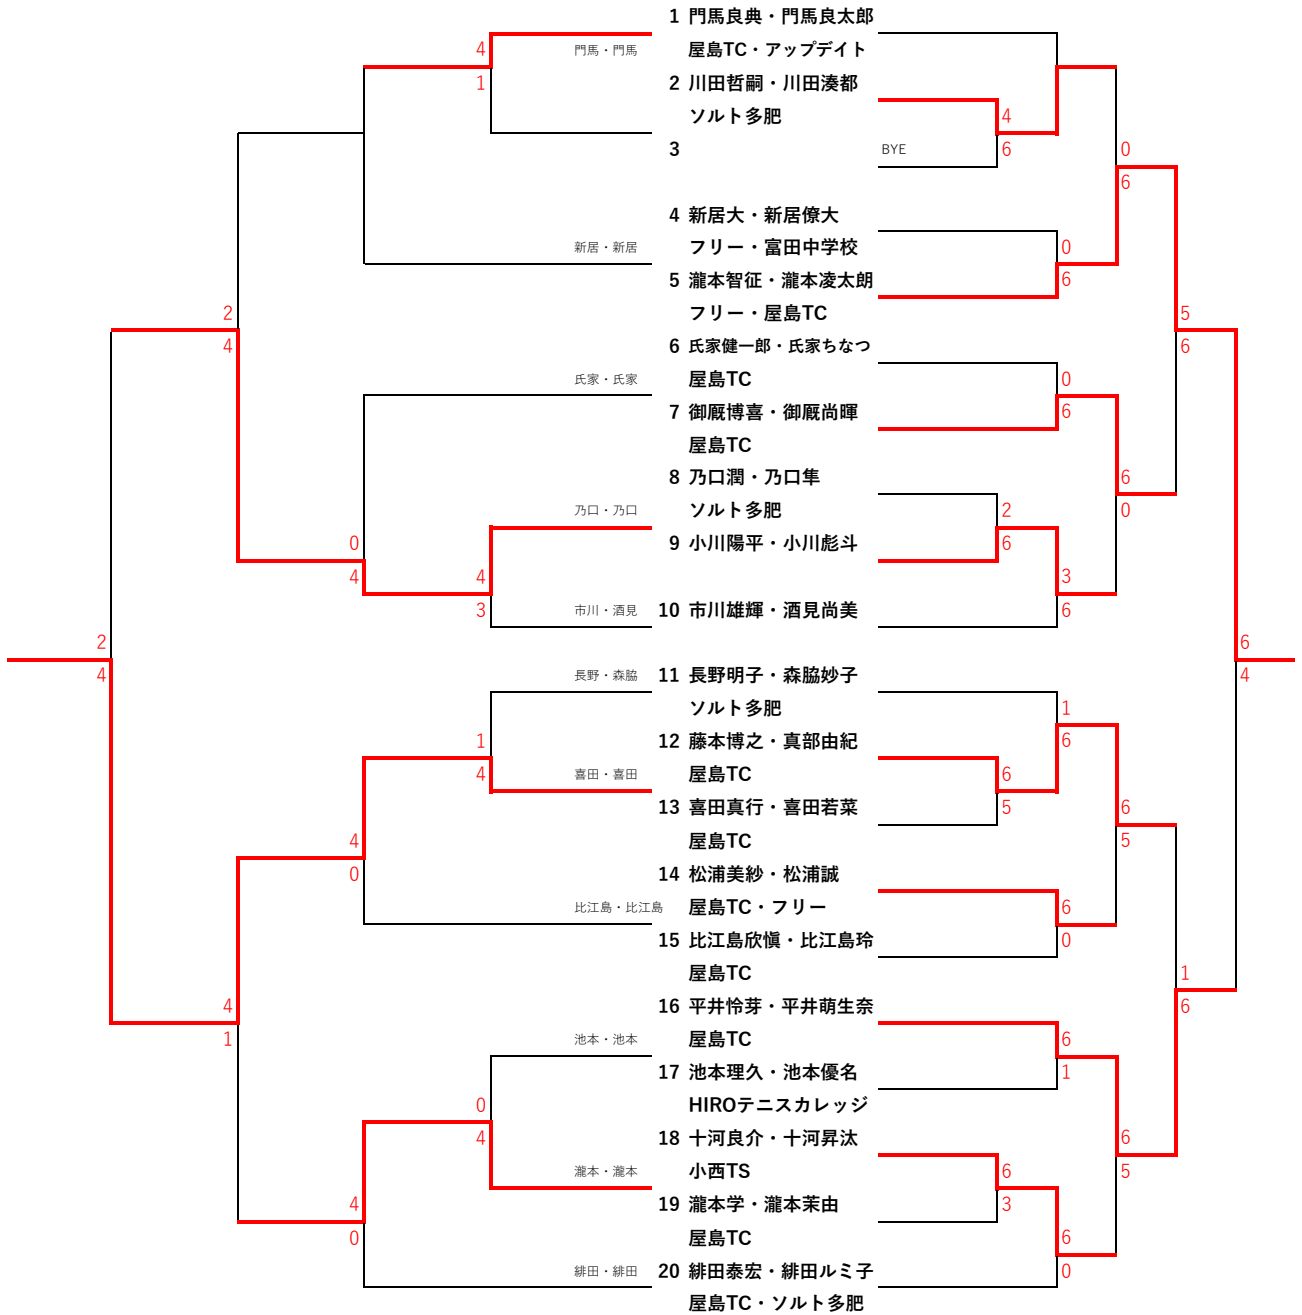 1 門馬良典・門馬良太郎
4 門馬・門馬 屋島TC・アップデイト
1 2 川田哲嗣・川田湊都
ソルト多肥 4
3 BYE 6 0
6
4 新居大・新居僚大
新居・新居 フリー・富田中学校 0
5 瀧本智征・瀧本凌太朗 6
2 フリー・屋島TC 5
4 6 氏家健一郎・氏家ちなつ 6
氏家・氏家 屋島TC 0
7 御厩博喜・御厩尚暉 6
屋島TC
8 乃口潤・乃口隼 6
乃口・乃口 ソルト多肥 2 0
0 9 小川陽平・小川彪斗 6
4 4 3
3 市川・酒見 10 市川雄輝・酒見尚美 6
2 6
4 長野・森脇 11 長野明子・森脇妙子 4
ソルト多肥 1
1 12 藤本博之・真部由紀 6
4 喜田・喜田 屋島TC 6
13 喜田真行・喜田若菜 5 6
4 屋島TC 5
0 14 松浦美紗・松浦誠
比江島・比江島 屋島TC・フリー 6
15 比江島欣愼・比江島玲 0
屋島TC 1
4 16 平井怜芽・平井萌生奈 6
1 池本・池本 屋島TC 6
17 池本理久・池本優名 1
0 HIROテニスカレッジ
4 18 十河良介・十河昇汰 6
瀧本・瀧本 小西TS 6 5
4 19 瀧本学・瀧本茉由 3
0 屋島TC 6
緋田・緋田 20 緋田泰宏・緋田ルミ子 0
屋島TC・ソルト多肥